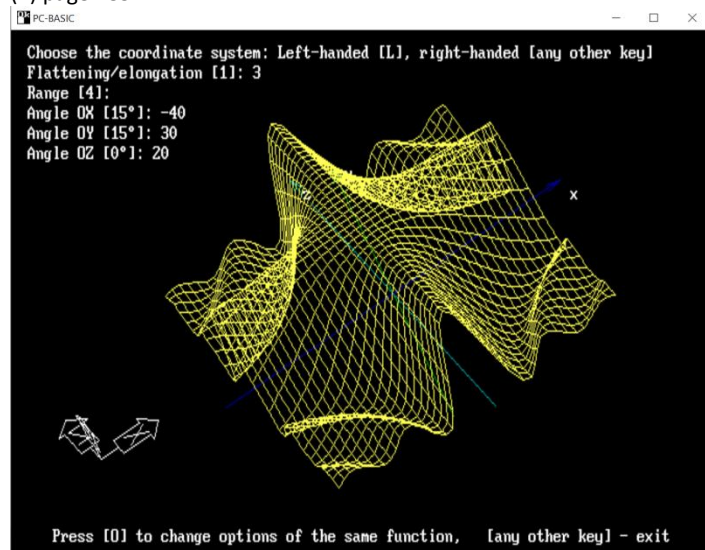 PC-BASIC
Choose the coordinate system: Left-handed [L], right-handed [any other key]
Flattening/elongation [1]: 3
Range [4]:
Angle OX [15°]: -40
Angle OY [15°]: 30
Angle OZ [0°]: 20
Z
X
Press [O] to change options of the same function, [any other key] - exit